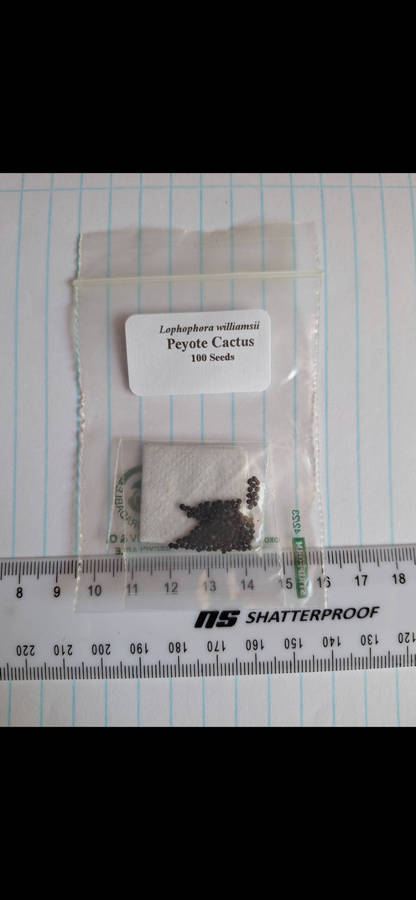 Lophophora williamsii
Peyote Cactus
100 Seeds
8 9 10 11 12 13 14 15 16 17 18
ns SHATTERPROOF
220 210 200 190 180 170 160 150 140 130 120